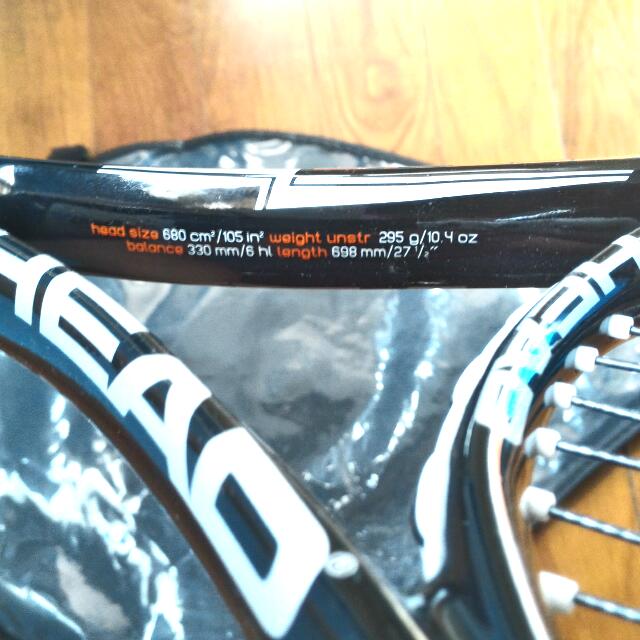 head size 680 cm²/105 in² weight unstr 295 g/10.4 oz
balance 330 mm/6 hl length 698 mm/27 1/2″
HEAD